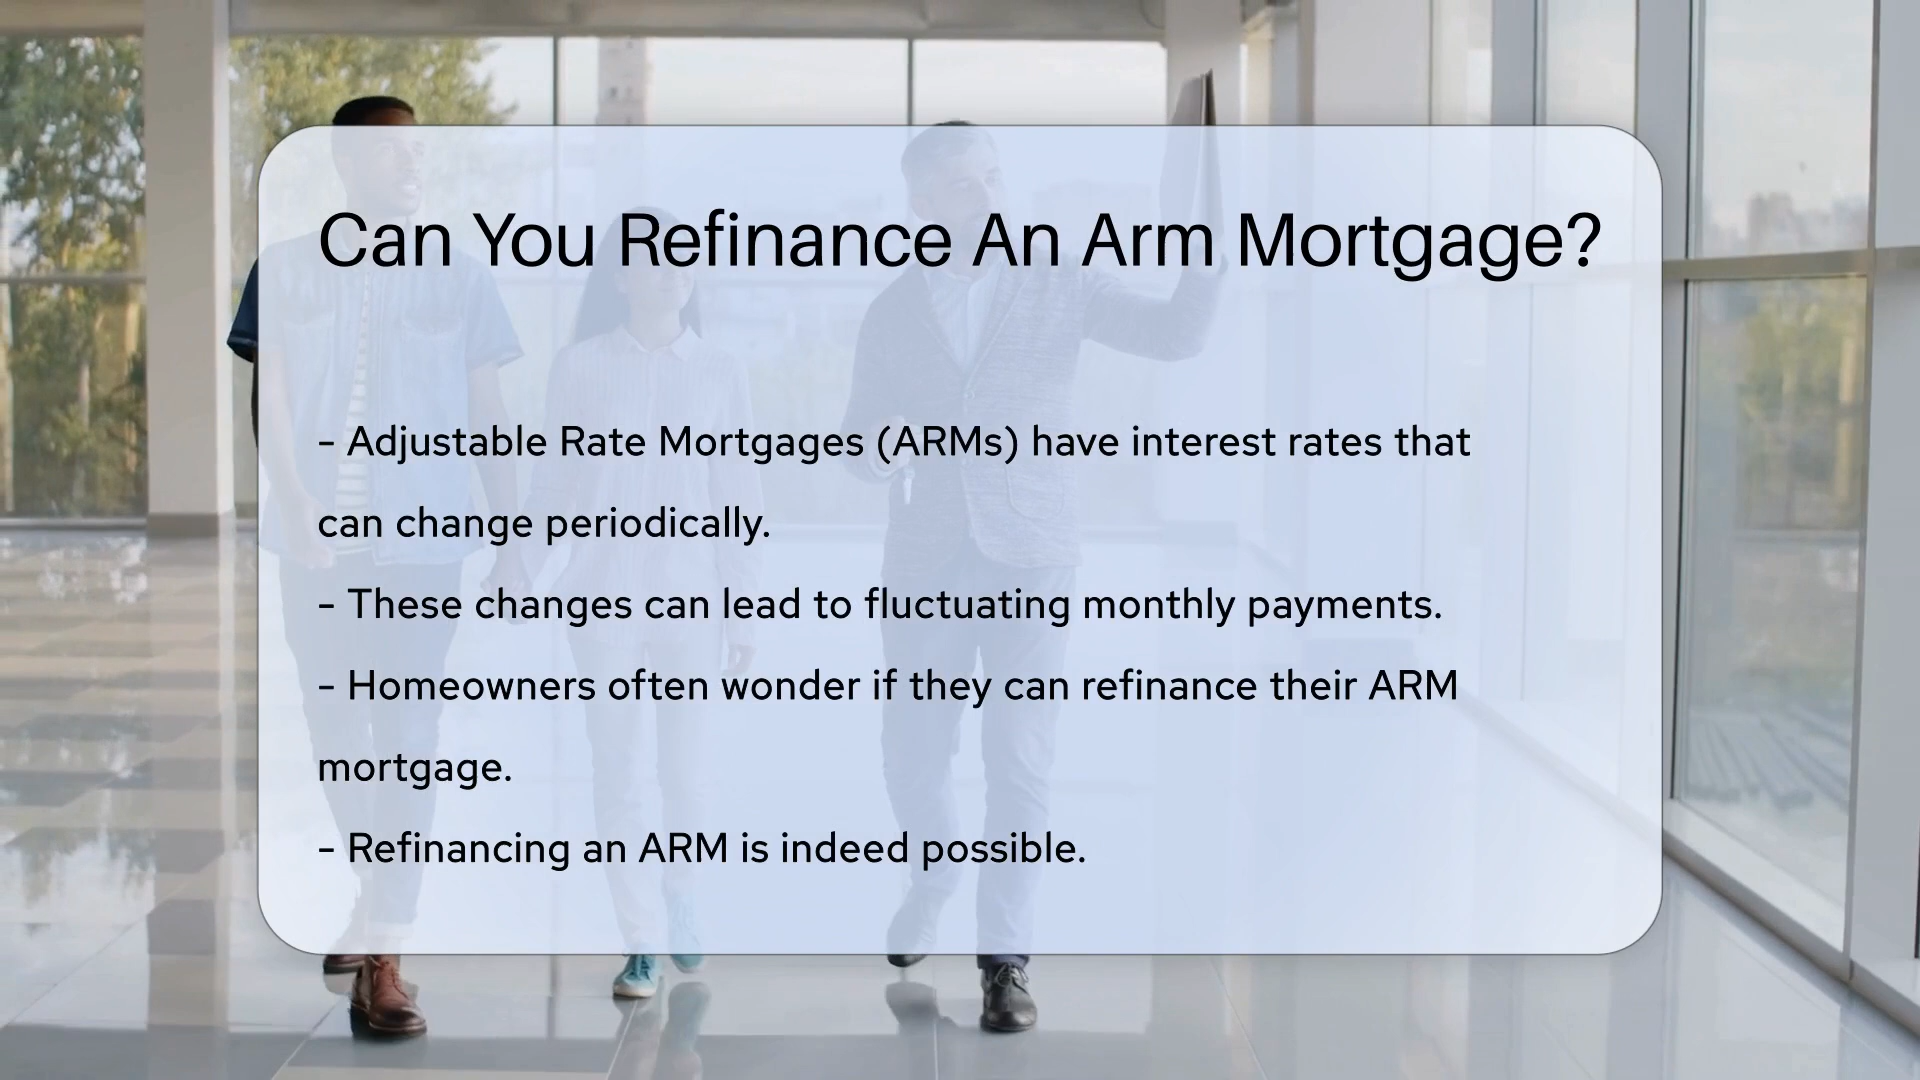 Can You Refinance An Arm Mortgage?
- Adjustable Rate Mortgages (ARMs) have interest rates that
can change periodically.
- These changes can lead to fluctuating monthly payments.
- Homeowners often wonder if they can refinance their ARM
mortgage.
- Refinancing an ARM is indeed possible.